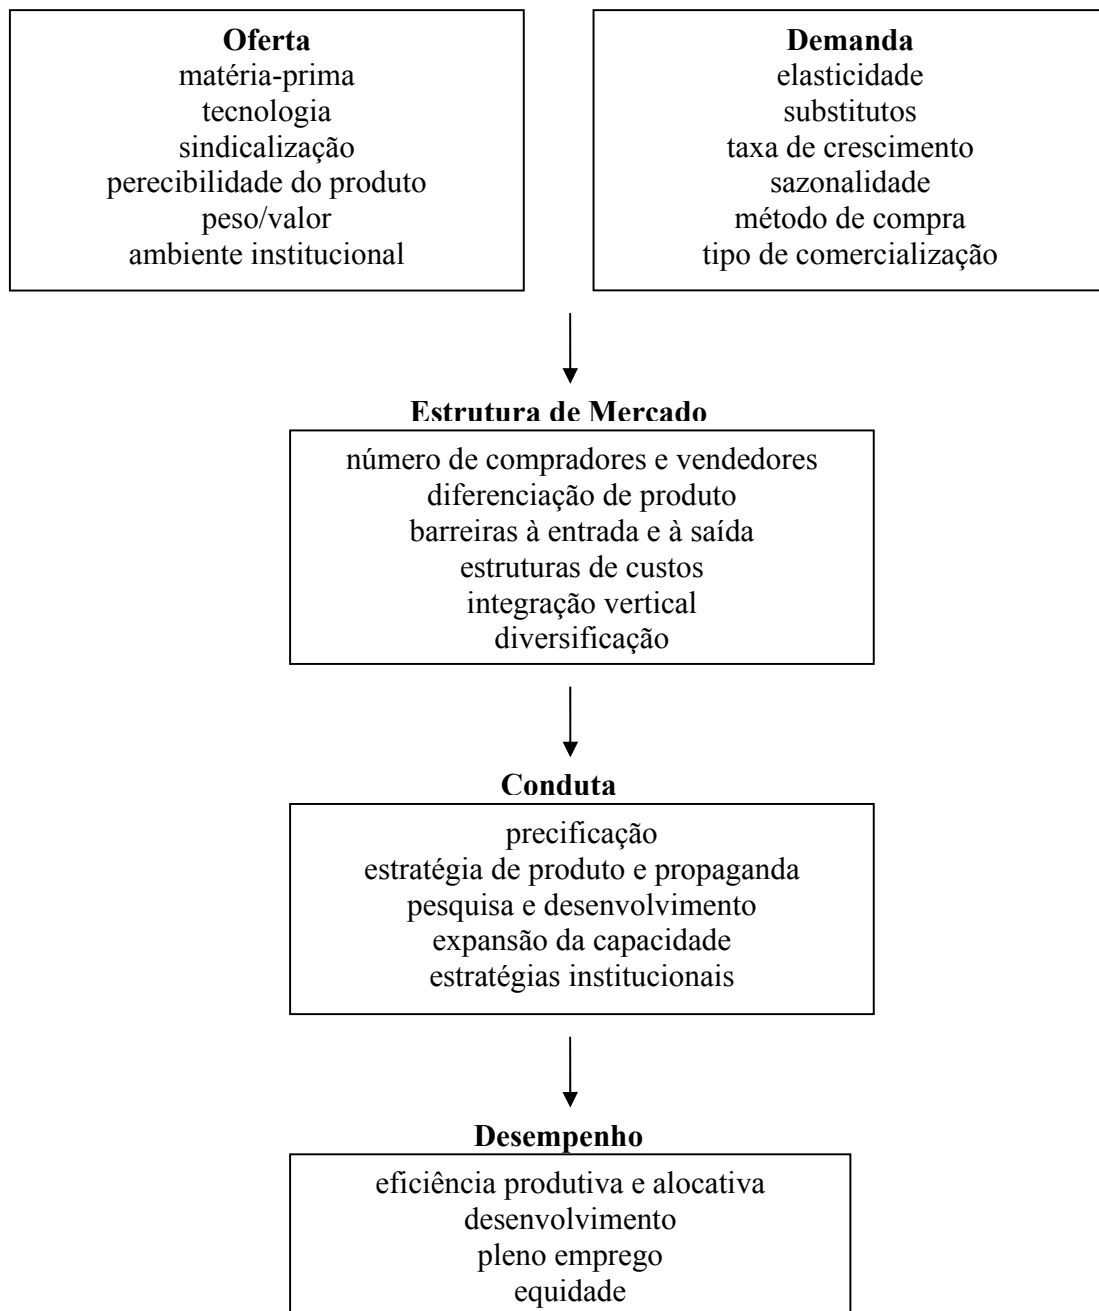 Oferta
matéria-prima
tecnologia
sindicalização
perecibilidade do produto
peso/valor
ambiente institucional
Demanda
elasticidade
substitutos
taxa de crescimento
sazonalidade
método de compra
tipo de comercialização
Estrutura de Mercado
número de compradores e vendedores
diferenciação de produto
barreiras à entrada e à saída
estruturas de custos
integração vertical
diversificação
Conduta
precificação
estratégia de produto e propaganda
pesquisa e desenvolvimento
expansão da capacidade
estratégias institucionais
Desempenho
eficiência produtiva e alocativa
desenvolvimento
pleno emprego
equidade